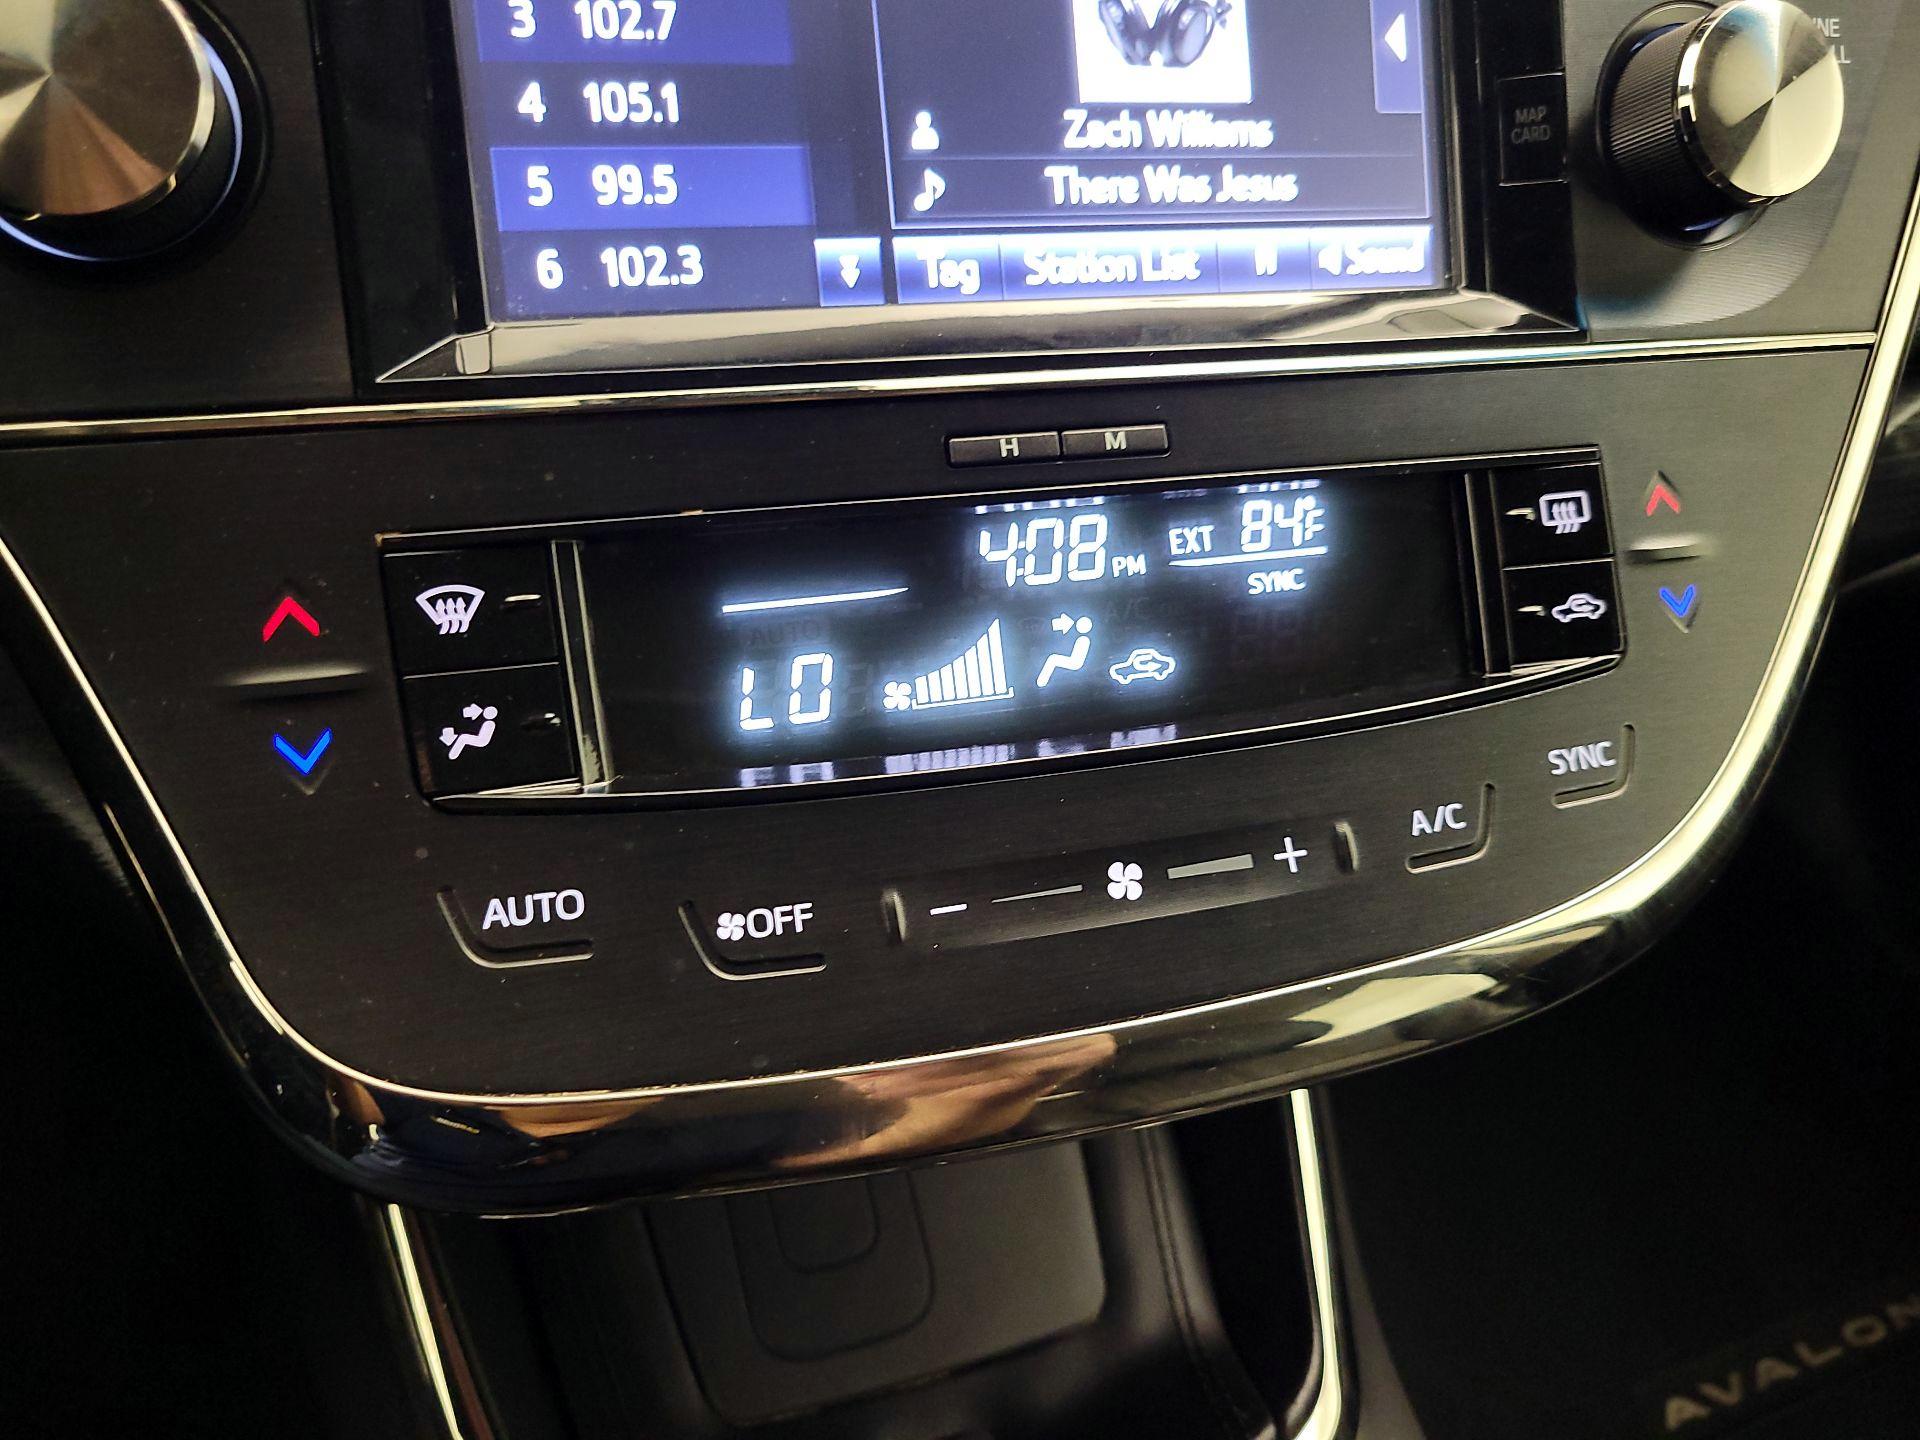 3 102.7
4 105.1
5 99.5
6 102.3
Zach Williams
There Was Jesus
Tag Station List Sound
MAP
CARD
H M
4:08 PM EXT 84°F
SYNC
LO
AUTO
OFF
− +
A/C
SYNC
AVALON